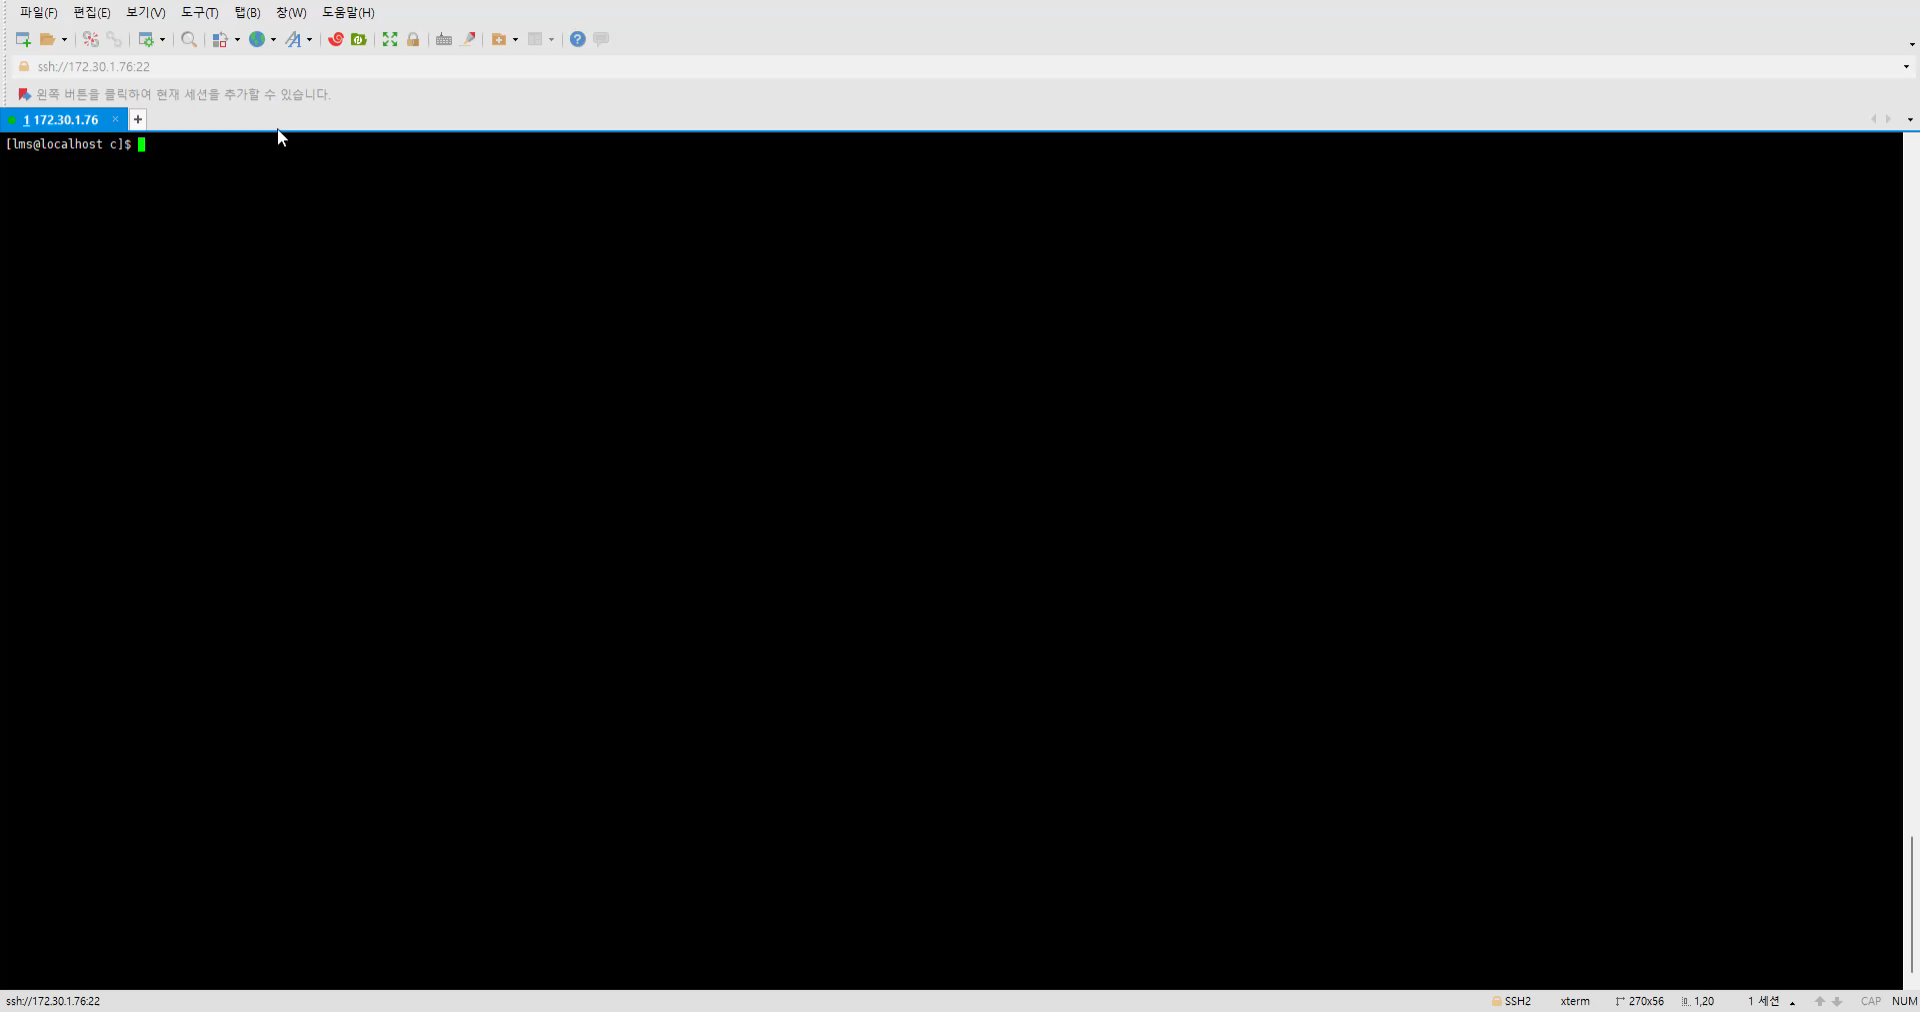 파일(F) 편집(E) 보기(V) 도구(T) 탭(B) 창(W) 도움말(H)
ssh://172.30.1.76:22
왼쪽 버튼을 클릭하여 현재 세션을 추가할 수 있습니다.
1 172.30.1.76 × +
[lms@localhost c]$
ssh://172.30.1.76:22 SSH2 xterm 270x56 1,20 1 세션 CAP NUM